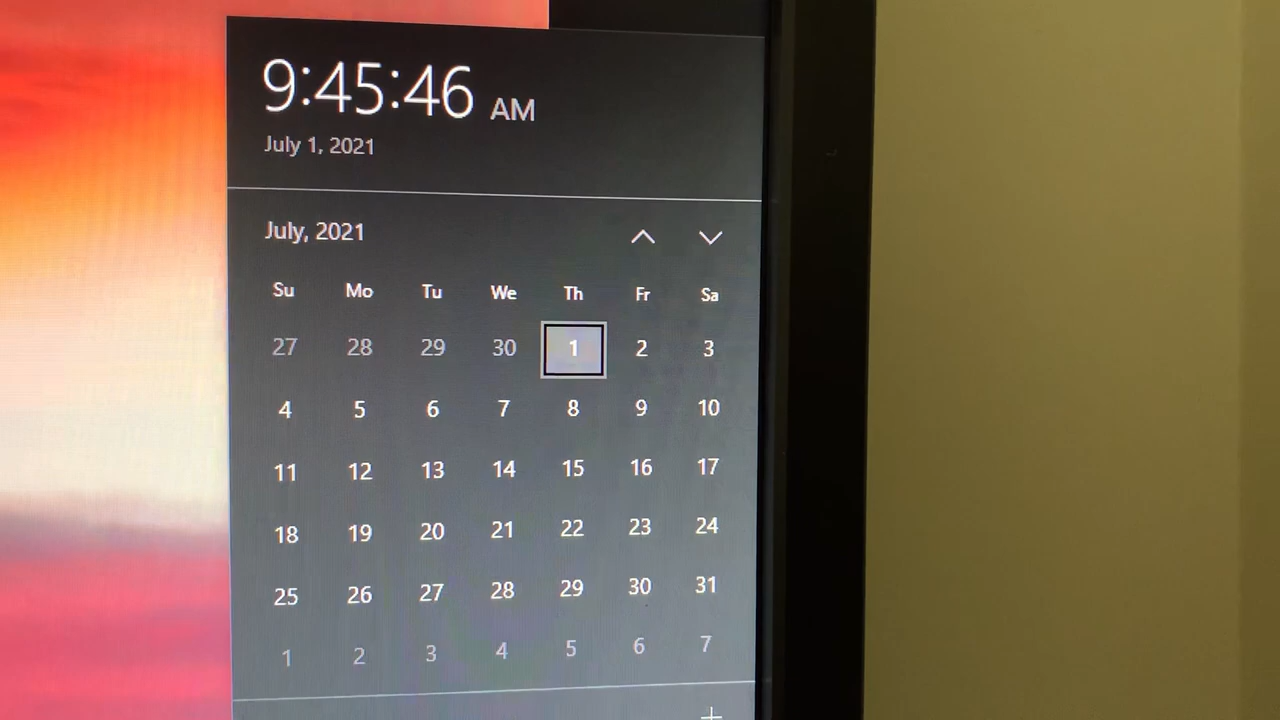 9:45:46 AM
July 1, 2021
July, 2021
Su Mo Tu We Th Fr Sa
27 28 29 30 1 2 3
4 5 6 7 8 9 10
11 12 13 14 15 16 17
18 19 20 21 22 23 24
25 26 27 28 29 30 31
1 2 3 4 5 6 7